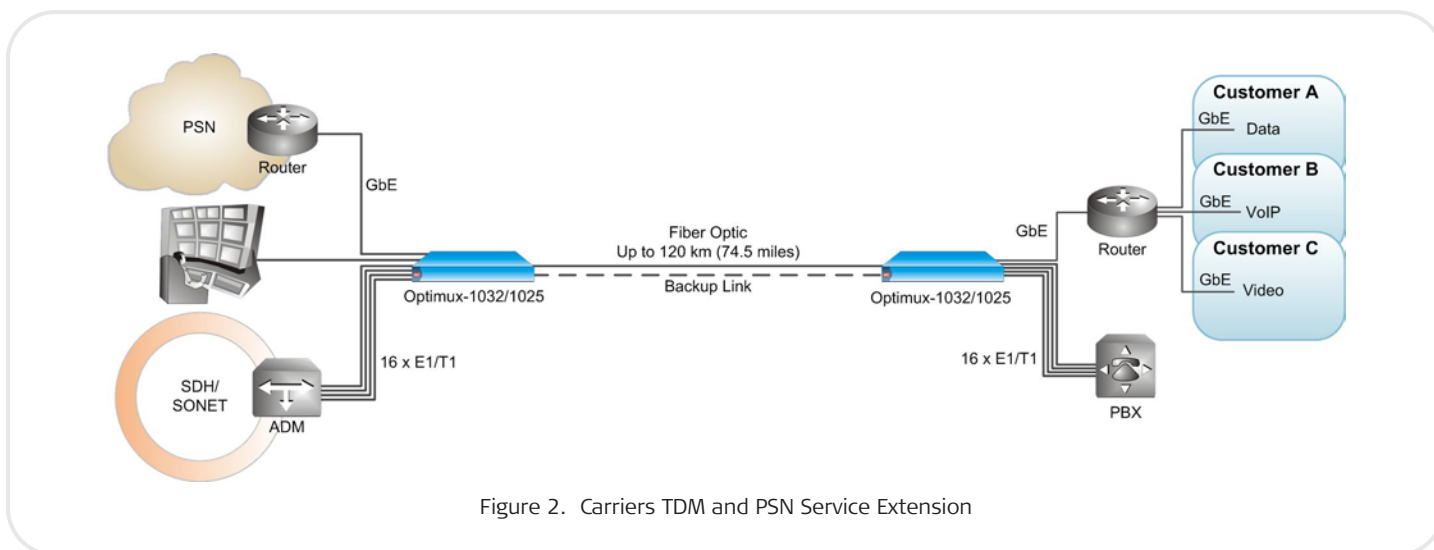 PSN
Router
GbE
SDH/
SONET
ADM
16 x E1/T1
Optimux-1032/1025
Fiber Optic
Up to 120 km (74.5 miles)
Backup Link
Optimux-1032/1025
GbE
Router
16 x E1/T1
PBX
Customer A
GbE
Data
Customer B
GbE
VoIP
Customer C
GbE
Video
Figure 2. Carriers TDM and PSN Service Extension